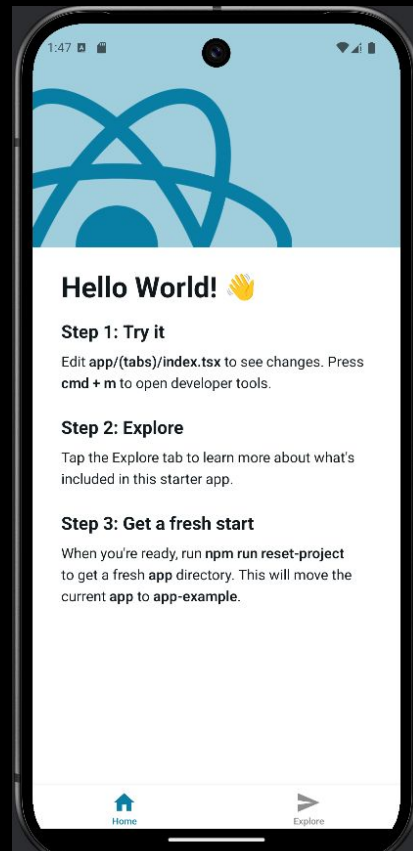 1:47
Hello World! 👋
Step 1: Try it
Edit app/(tabs)/index.tsx to see changes. Press
cmd + m to open developer tools.
Step 2: Explore
Tap the Explore tab to learn more about what's
included in this starter app.
Step 3: Get a fresh start
When you're ready, run npm run reset-project
to get a fresh app directory. This will move the
current app to app-example.
Home
Explore